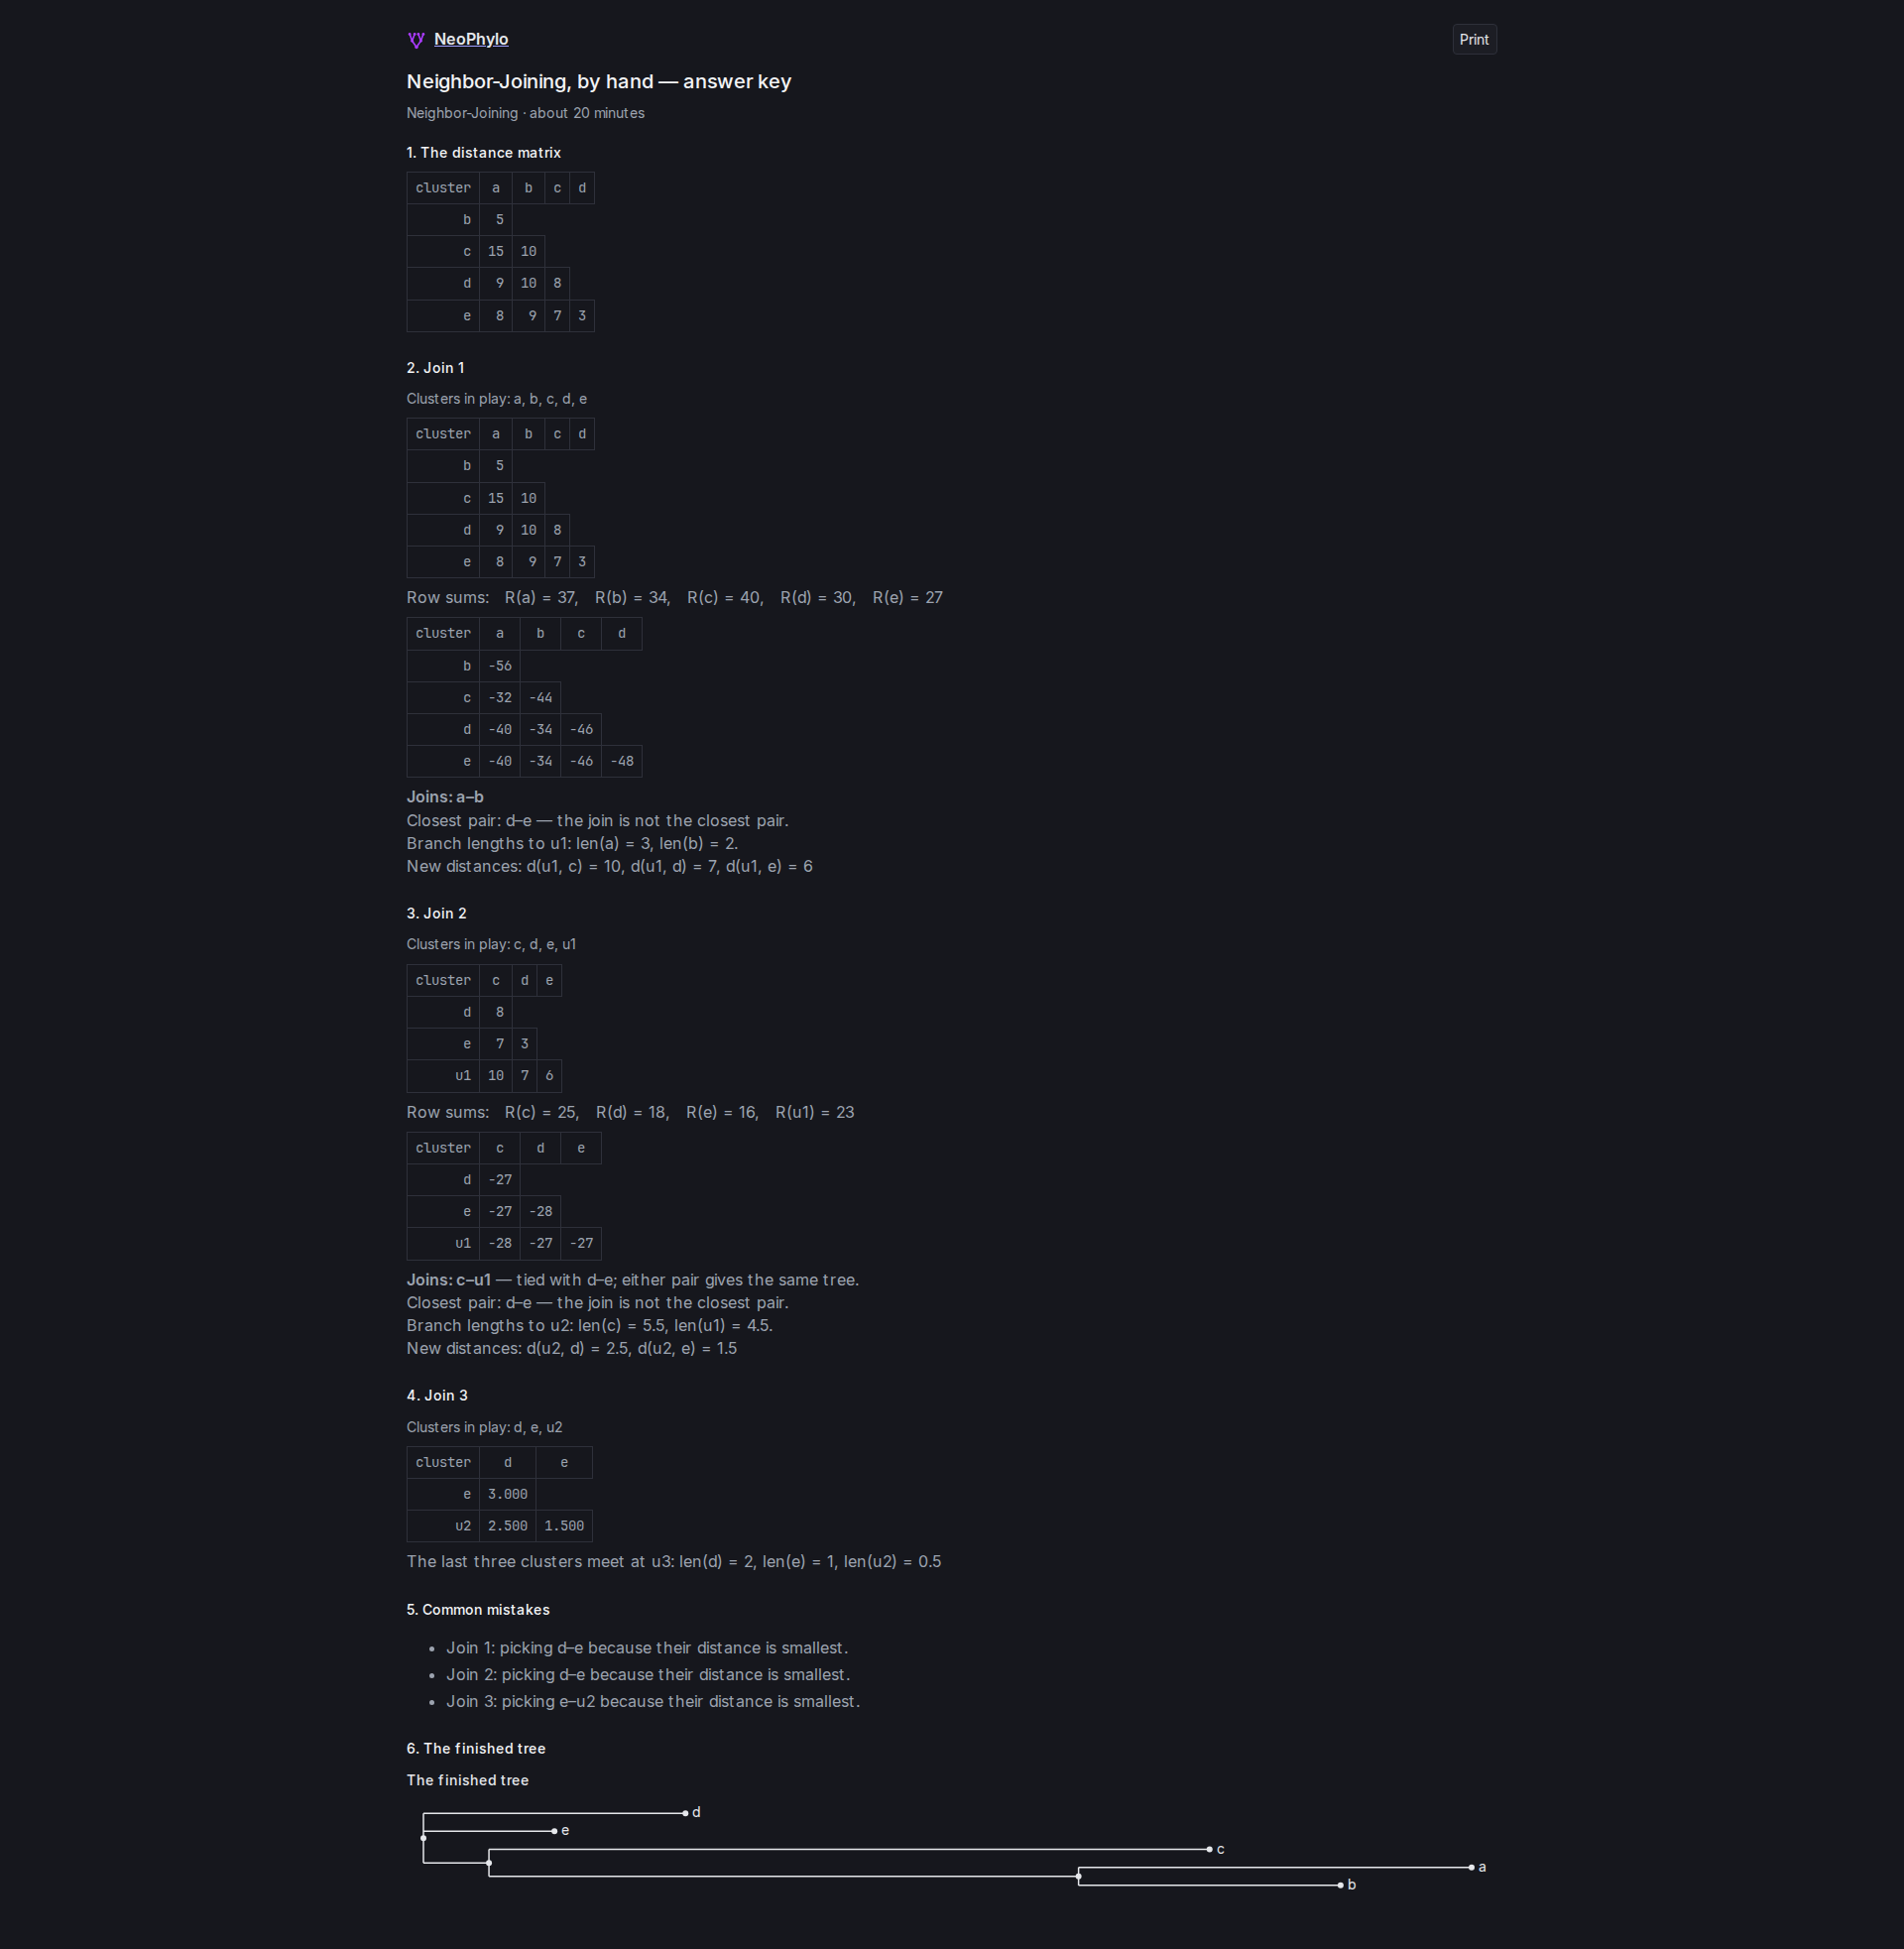 NeoPhylo
Print
Neighbor-Joining, by hand — answer key
Neighbor-Joining · about 20 minutes
1. The distance matrix
cluster a b c d
b 5
c 15 10
d 9 10 8
e 8 9 7 3
2. Join 1
Clusters in play: a, b, c, d, e
cluster a b c d
b 5
c 15 10
d 9 10 8
e 8 9 7 3
Row sums: R(a) = 37, R(b) = 34, R(c) = 40, R(d) = 30, R(e) = 27
cluster a b c d
b -56
c -32 -44
d -40 -34 -46
e -40 -34 -46 -48
Joins: a–b
Closest pair: d–e — the join is not the closest pair.
Branch lengths to u1: len(a) = 3, len(b) = 2.
New distances: d(u1, c) = 10, d(u1, d) = 7, d(u1, e) = 6
3. Join 2
Clusters in play: c, d, e, u1
cluster c d e
d 8
e 7 3
u1 10 7 6
Row sums: R(c) = 25, R(d) = 18, R(e) = 16, R(u1) = 23
cluster c d e
d -27
e -27 -28
u1 -28 -27 -27
Joins: c–u1 — tied with d–e; either pair gives the same tree.
Closest pair: d–e — the join is not the closest pair.
Branch lengths to u2: len(c) = 5.5, len(u1) = 4.5.
New distances: d(u2, d) = 2.5, d(u2, e) = 1.5
4. Join 3
Clusters in play: d, e, u2
cluster d e
e 3.000
u2 2.500 1.500
The last three clusters meet at u3: len(d) = 2, len(e) = 1, len(u2) = 0.5
5. Common mistakes
• Join 1: picking d–e because their distance is smallest.
• Join 2: picking d–e because their distance is smallest.
• Join 3: picking e–u2 because their distance is smallest.
6. The finished tree
The finished tree
d
e
c
a
b